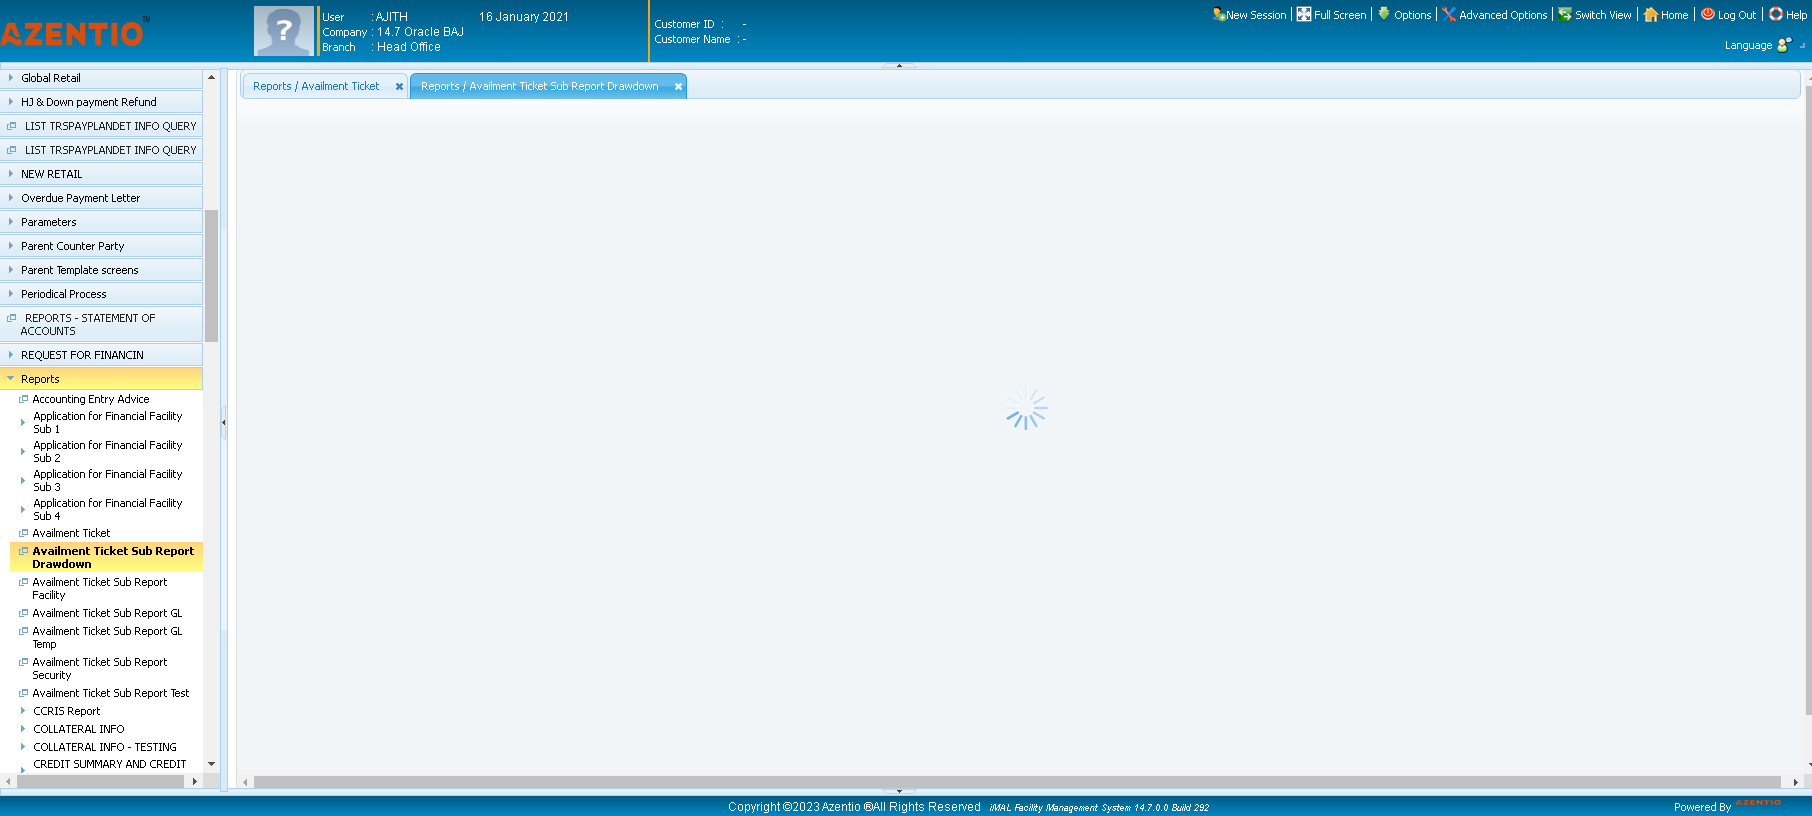 AZENTIO™
User : AJITH 16 January 2021
Company : 14.7 Oracle BAJ
Branch : Head Office
Customer ID : -
Customer Name : -
New Session
Full Screen
Options
Advanced Options
Switch View
Home
Log Out
Help
Language
Global Retail
HJ & Down payment Refund
LIST TRSPAYPLANDET INFO QUERY
LIST TRSPAYPLANDET INFO QUERY
NEW RETAIL
Overdue Payment Letter
Parameters
Parent Counter Party
Parent Template screens
Periodical Process
REPORTS - STATEMENT OF
ACCOUNTS
REQUEST FOR FINANCIN
Reports
Accounting Entry Advice
Application for Financial Facility
Sub 1
Application for Financial Facility
Sub 2
Application for Financial Facility
Sub 3
Application for Financial Facility
Sub 4
Availment Ticket
Availment Ticket Sub Report
Drawdown
Availment Ticket Sub Report
Facility
Availment Ticket Sub Report GL
Availment Ticket Sub Report GL
Temp
Availment Ticket Sub Report
Security
Availment Ticket Sub Report Test
CCRIS Report
COLLATERAL INFO
COLLATERAL INFO - TESTING
CREDIT SUMMARY AND CREDIT
Reports / Availment Ticket
Reports / Availment Ticket Sub Report Drawdown
Copyright ©2023 Azentio ®All Rights Reserved iMAL Facility Management System 14.7.0.0 Build 292
Powered By AZENTIO